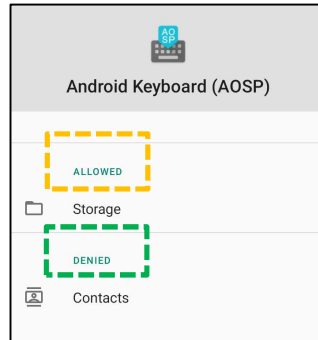 AO
SP
Android Keyboard (AOSP)
ALLOWED
Storage
DENIED
Contacts